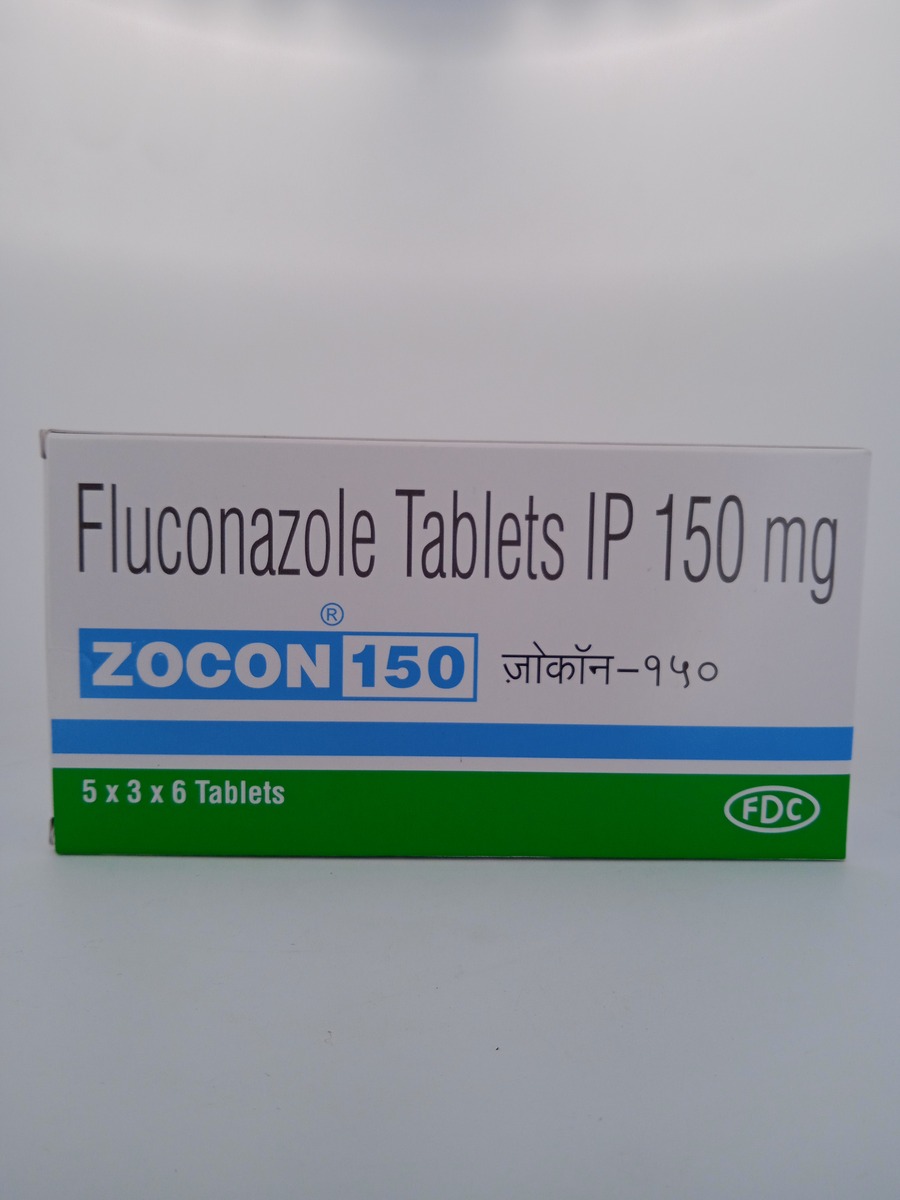 Fluconazole Tablets IP 150 mg
®
ZOCON 150 ज़ोकॉन-१५०
5 x 3 x 6 Tablets
FDC